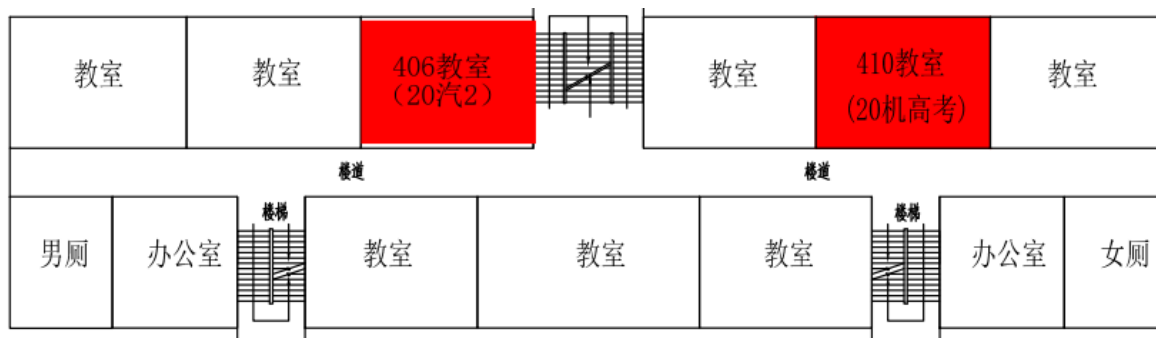 教室
教室
406教室
（20汽2）
教室
410教室
(20机高考)
教室
楼道
楼道
男厕
办公室
楼梯
教室
教室
教室
楼梯
办公室
女厕